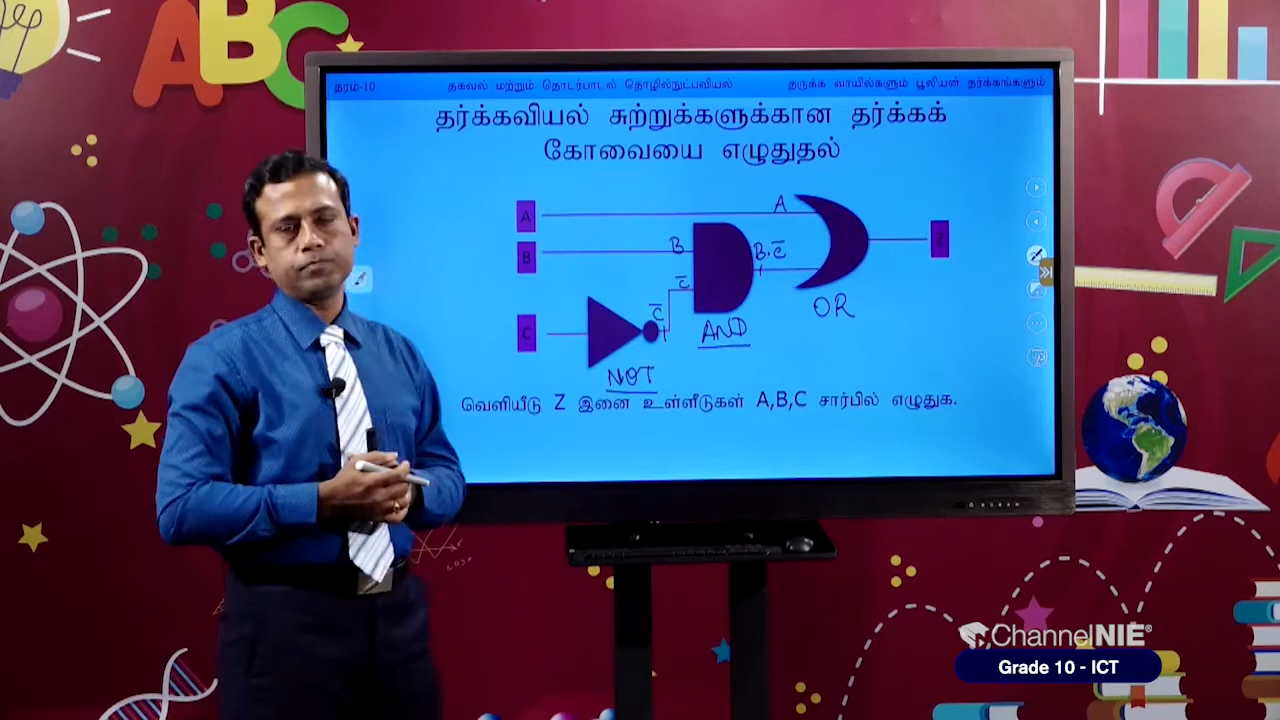 ABC
தரம்-10 தகவல் மற்றும் தொடர்பாடல் தொழில்நுட்பவியல் தருக்க வாயில்களும் பூலியன் தர்க்கங்களும்
தர்க்கவியல் சுற்றுக்களுக்கான தர்க்கக்
கோவையை எழுதுதல்
A A
B B B.C̅ Z
C̅
C C̅
AND OR
NOT
வெளியீடு Z இனை உள்ளீடுகள் A,B,C சார்பில் எழுதுக.
ChannelNIE®
Grade 10 - ICT